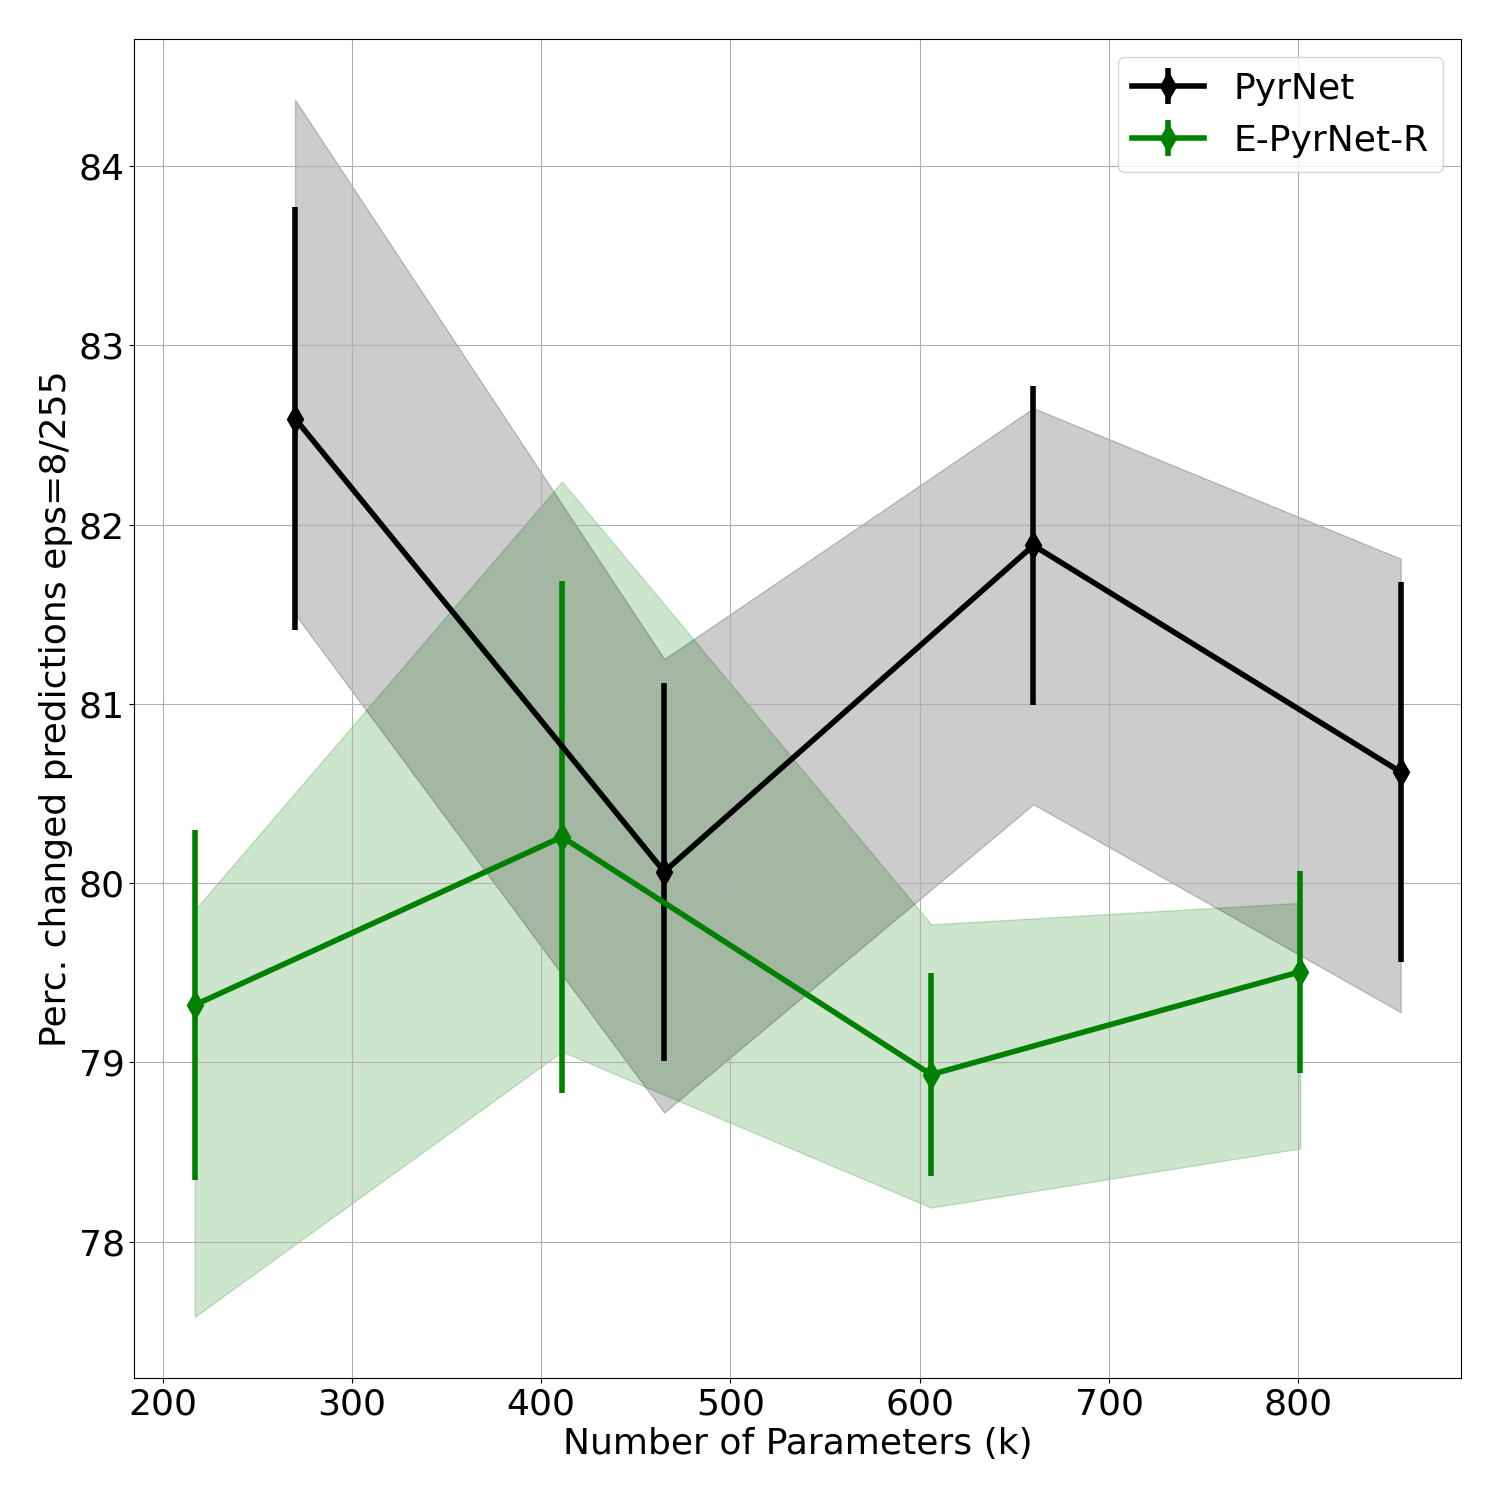 PyrNet
E-PyrNet-R
84
83
82
81
80
79
78
Perc. changed predictions eps=8/255
200 300 400 500 600 700 800
Number of Parameters (k)